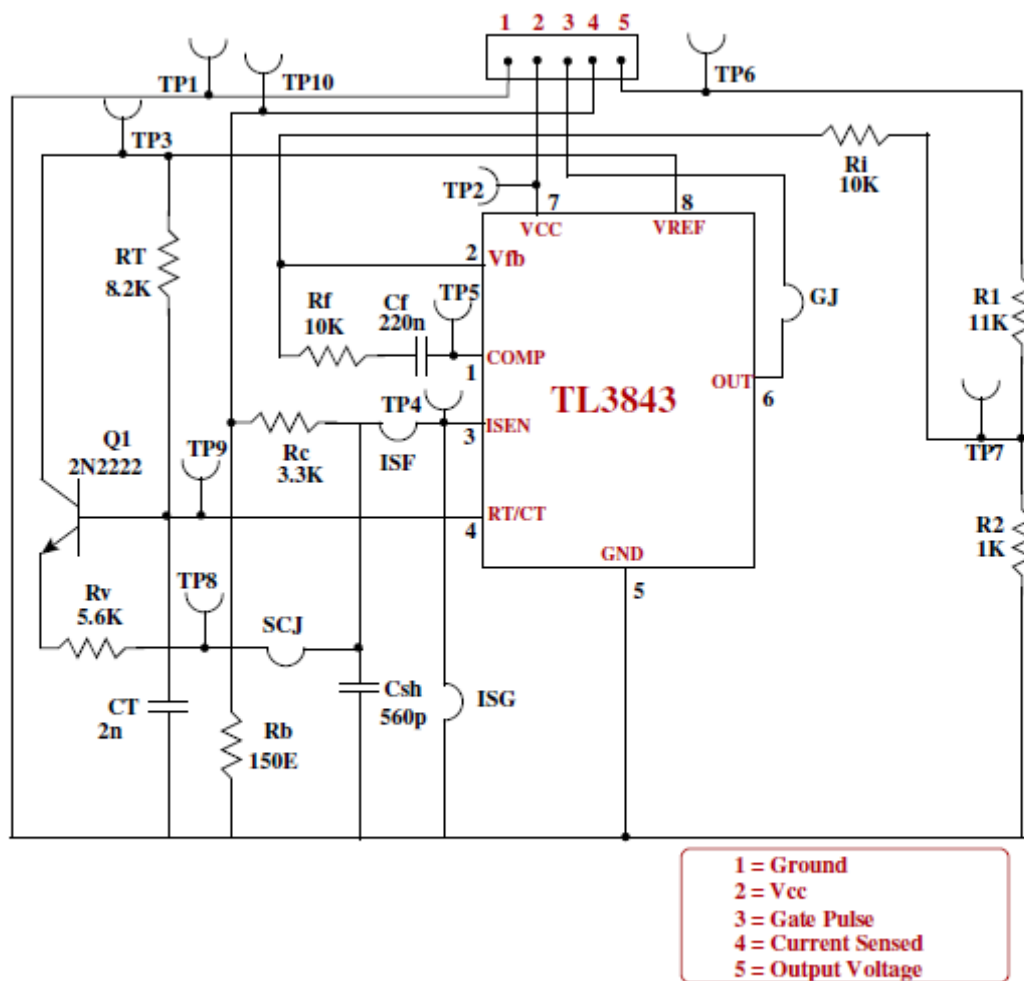 1 2 3 4 5
TP1
TP10
TP6
TP3
Ri
10K
TP2
7
8
VCC
VREF
2
Vfb
RT
8.2K
TP5
Rf
10K
Cf
220n
GJ
R1
11K
COMP
1
OUT
6
TL3843
TP4
ISEN
3
Q1
2N2222
TP9
Rc
3.3K
ISF
TP7
RT/CT
4
R2
1K
GND
5
TP8
Rv
5.6K
SCJ
Csh
560p
ISG
CT
2n
Rb
150E
1 = Ground
2 = Vcc
3 = Gate Pulse
4 = Current Sensed
5 = Output Voltage